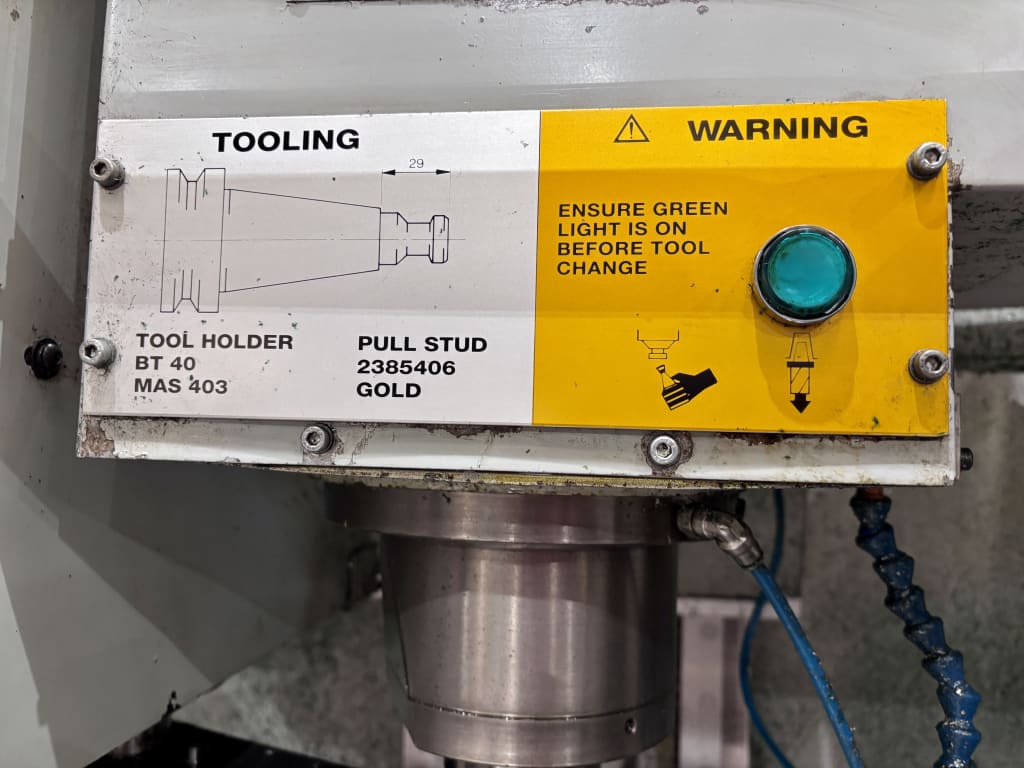 TOOLING
29
TOOL HOLDER
BT 40
MAS 403
PULL STUD
2385406
GOLD
WARNING
ENSURE GREEN
LIGHT IS ON
BEFORE TOOL
CHANGE